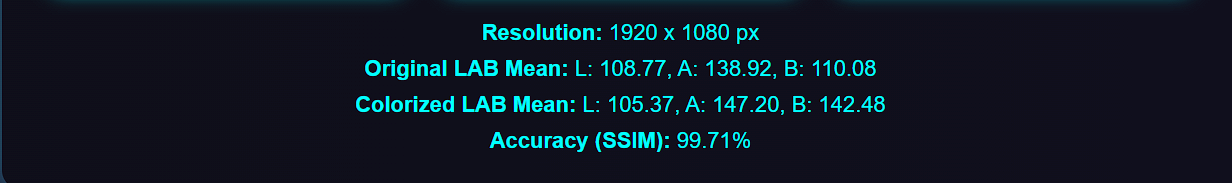 Resolution: 1920 x 1080 px
Original LAB Mean: L: 108.77, A: 138.92, B: 110.08
Colorized LAB Mean: L: 105.37, A: 147.20, B: 142.48
Accuracy (SSIM): 99.71%